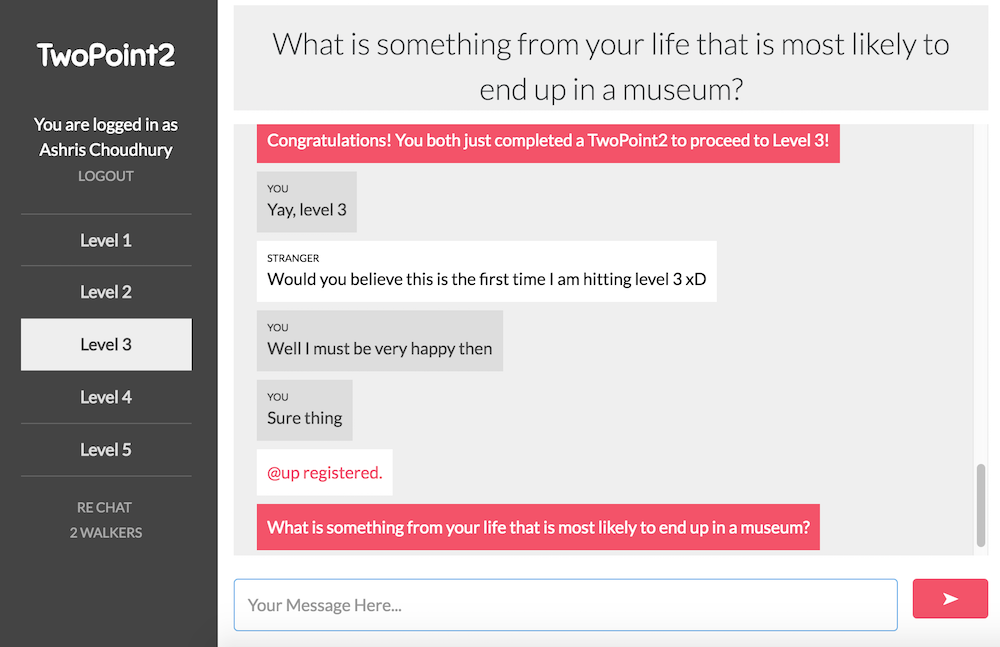 TwoPoint2
You are logged in as
Ashris Choudhury
LOGOUT
Level 1
Level 2
Level 3
Level 4
Level 5
RE CHAT
2 WALKERS
What is something from your life that is most likely to
end up in a museum?
Congratulations! You both just completed a TwoPoint2 to proceed to Level 3!
YOU
Yay, level 3
STRANGER
Would you believe this is the first time I am hitting level 3 xD
YOU
Well I must be very happy then
YOU
Sure thing
@up registered.
What is something from your life that is most likely to end up in a museum?
Your Message Here...